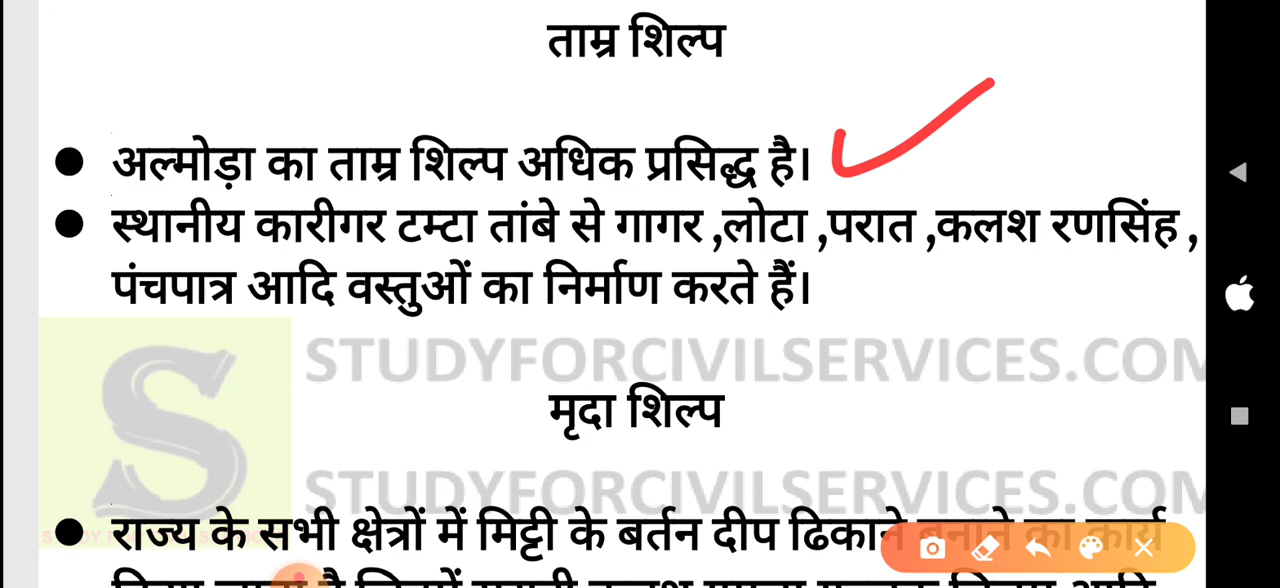 ताम्र शिल्प
● अल्मोड़ा का ताम्र शिल्प अधिक प्रसिद्ध है।
● स्थानीय कारीगर टम्टा तांबे से गागर ,लोटा ,परात ,कलश रणसिंह ,
पंचपात्र आदि वस्तुओं का निर्माण करते हैं।
STUDYFORCIVILSERVICES.COM
मृदा शिल्प
STUDYFORCIVILSERVICES.COM
● राज्य के सभी क्षेत्रों में मिट्टी के बर्तन दीप ढिकाने बनाने का कार्य